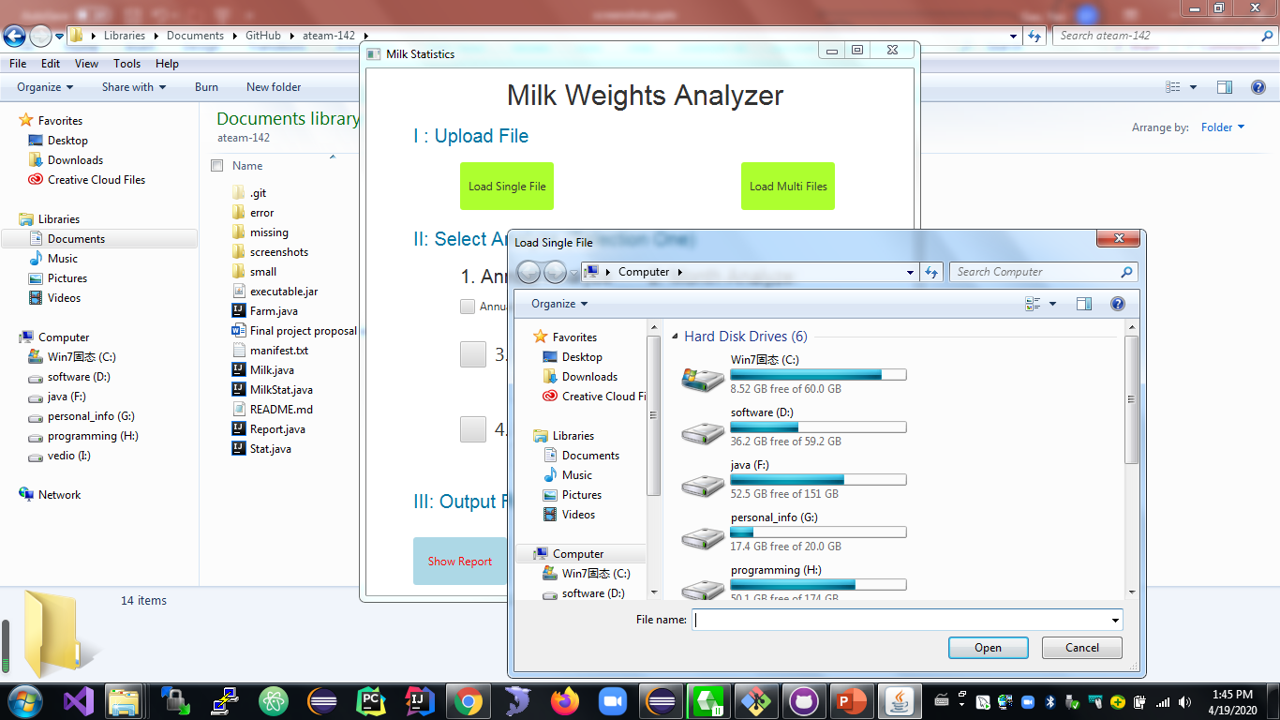 Libraries Documents GitHub ateam-142
Search ateam-142
File Edit View Tools Help
Organize Share with Burn New folder
Favorites
Desktop
Downloads
Creative Cloud Files
Libraries
Documents
Music
Pictures
Videos
Computer
Win7固态 (C:)
software (D:)
java (F:)
personal_info (G:)
programming (H:)
vedio (I:)
Network
Documents library
ateam-142
Arrange by: Folder
Name
.git
error
missing
screenshots
small
executable.jar
Farm.java
Final project proposal
manifest.txt
Milk.java
MilkStat.java
README.md
Report.java
Stat.java
14 items
Milk Statistics
Milk Weights Analyzer
I : Upload File
Load Single File
Load Multi Files
II: Select
1.
3.
4.
III: Output
Show Report
Load Single File
Computer
Search Computer
Organize
Favorites
Desktop
Downloads
Creative Cloud Fi
Libraries
Documents
Music
Pictures
Videos
Computer
Win7固态 (C:)
software (D:)
Hard Disk Drives (6)
Win7固态 (C:)
8.52 GB free of 60.0 GB
software (D:)
36.2 GB free of 59.2 GB
java (F:)
52.5 GB free of 151 GB
personal_info (G:)
17.4 GB free of 20.0 GB
programming (H:)
50.1 GB free of 174 GB
File name:
Open Cancel
1:45 PM
4/19/2020